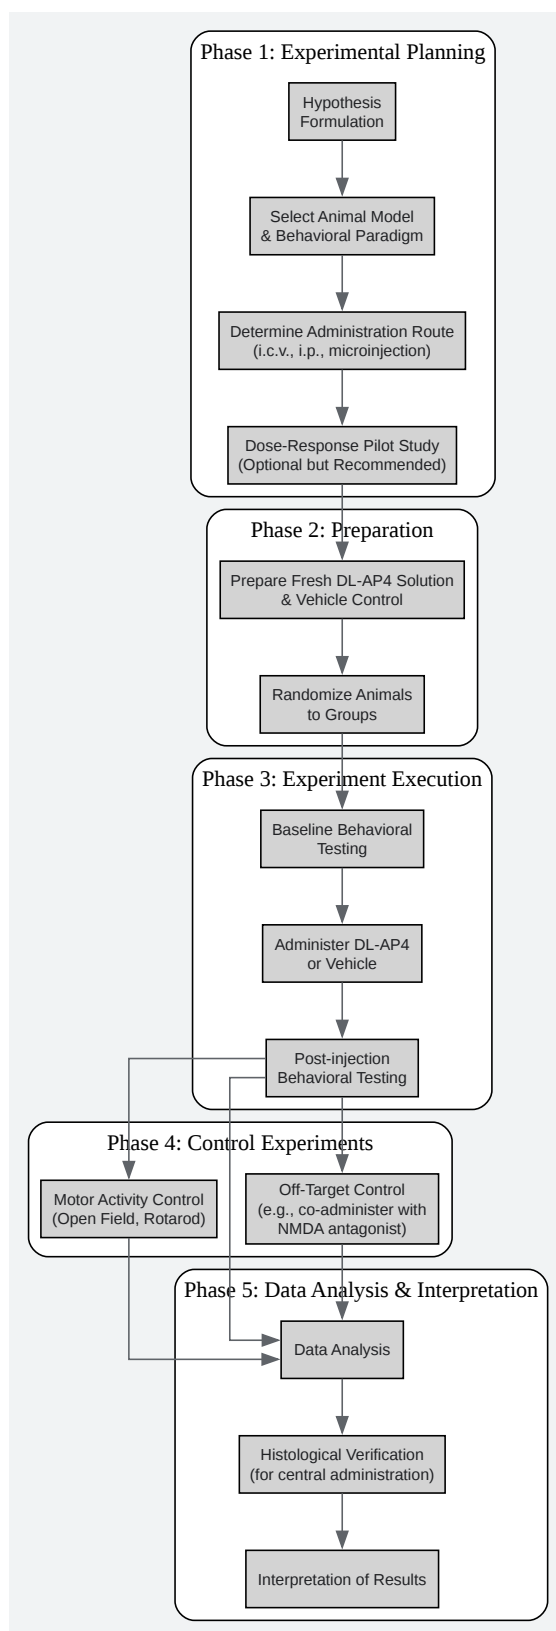 Phase 1: Experimental Planning
Hypothesis
Formulation
Select Animal Model
& Behavioral Paradigm
Determine Administration Route
(i.c.v., i.p., microinjection)
Dose-Response Pilot Study
(Optional but Recommended)
Phase 2: Preparation
Prepare Fresh DL-AP4 Solution
& Vehicle Control
Randomize Animals
to Groups
Phase 3: Experiment Execution
Baseline Behavioral
Testing
Administer DL-AP4
or Vehicle
Post-injection
Behavioral Testing
Phase 4: Control Experiments
Motor Activity Control
(Open Field, Rotarod)
Off-Target Control
(e.g., co-administer with
NMDA antagonist)
Phase 5: Data Analysis & Interpretation
Data Analysis
Histological Verification
(for central administration)
Interpretation of Results